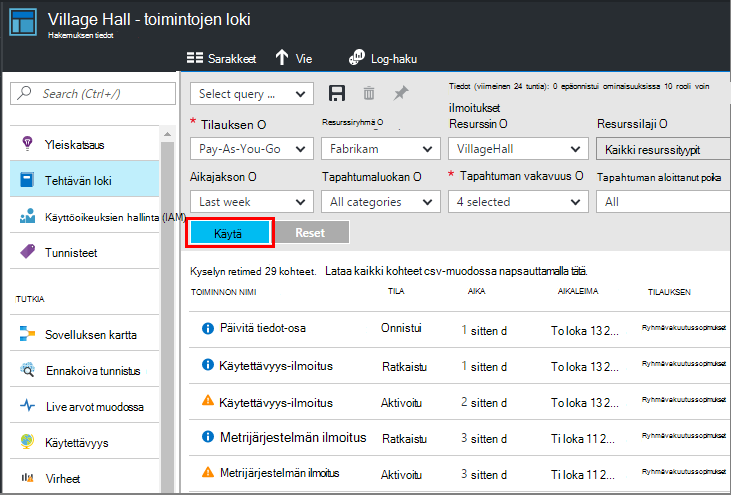 Village Hall - toimintojen loki
Hakemuksen tiedot
Sarakkeet Vie Log-haku
Search (Ctrl+/)
Yleiskatsaus
Tehtävän loki
Käyttöoikeuksien hallinta (IAM)
Tunnisteet
TUTKIA
Sovelluksen kartta
Ennakoiva tunnistus
Live arvot muodossa
Käytettävyys
Virheet
Select query ...
Tiedot (viimeinen 24 tuntia): 0 epäonnistui ominaisuuksissa 10 rooli voin
ilmoitukset
* Tilauksen O Resurssiryhmä O Resurssin O Resurssilaji O
Pay-As-You-Go Fabrikam VillageHall Kaikki resurssityypit
Aikajakson O Tapahtumaluokan O * Tapahtuman vakavuus O Tapahtuman aloittanut poika
Last week All categories 4 selected All
Käytä Reset
Kyselyn retimed 29 kohteet. Lataa kaikki kohteet csv-muodossa napsauttamalla tätä.
TOIMINNON NIMI TILA AIKA AIKALEIMA TILAUKSEN
Päivitä tiedot-osa Onnistui 1 sitten d To loka 13 2... Ryhmävakuutussopimukset
Käytettävyys-ilmoitus Ratkaistu 1 sitten d To loka 13 2... Ryhmävakuutussopimukset
Käytettävyys-ilmoitus Aktivoitu 2 sitten d To loka 13 2... Ryhmävakuutussopimukset
Metrijärjestelmän ilmoitus Ratkaistu 3 sitten d Ti loka 11 2... Ryhmävakuutussopimukset
Metrijärjestelmän ilmoitus Aktivoitu 3 sitten d Ti loka 11 2... Ryhmävakuutussopimukset